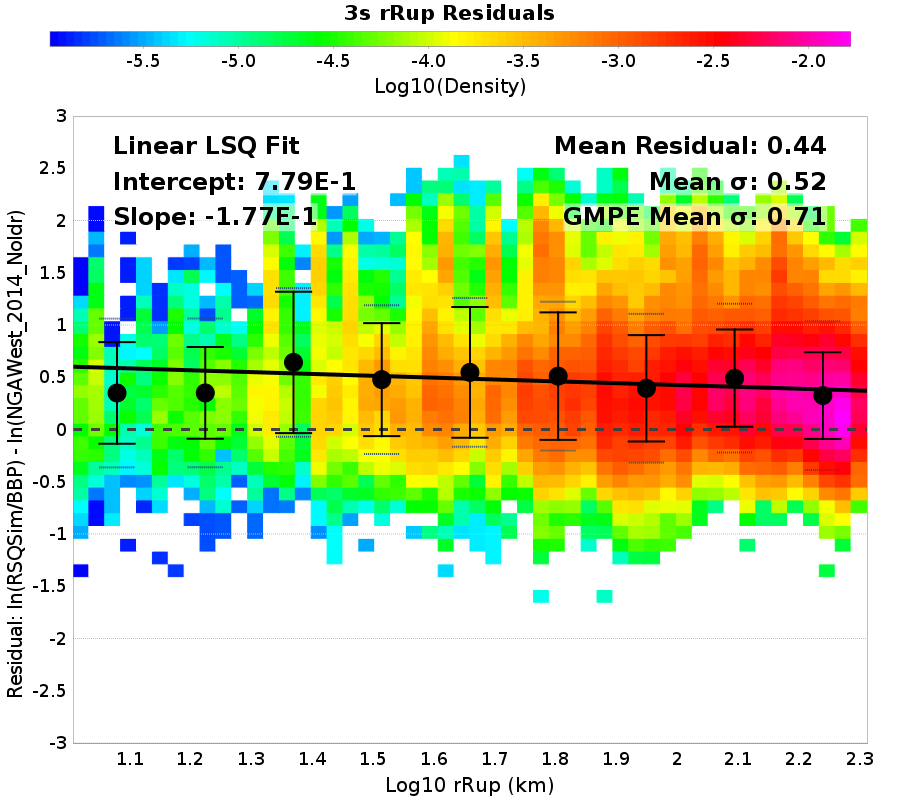 3s rRup Residuals
-5.5 -5.0 -4.5 -4.0 -3.5 -3.0 -2.5 -2.0
Log10(Density)
Linear LSQ Fit
Intercept: 7.79E-1
Slope: -1.77E-1
Mean Residual: 0.44
Mean σ: 0.52
GMPE Mean σ: 0.71
Residual: ln(RSQSim/BBP) - ln(NGAWest_2014_NoIdr)
3
2.5
2
1.5
1
0.5
0
-0.5
-1
-1.5
-2
-2.5
-3
1.1 1.2 1.3 1.4 1.5 1.6 1.7 1.8 1.9 2 2.1 2.2 2.3
Log10 rRup (km)